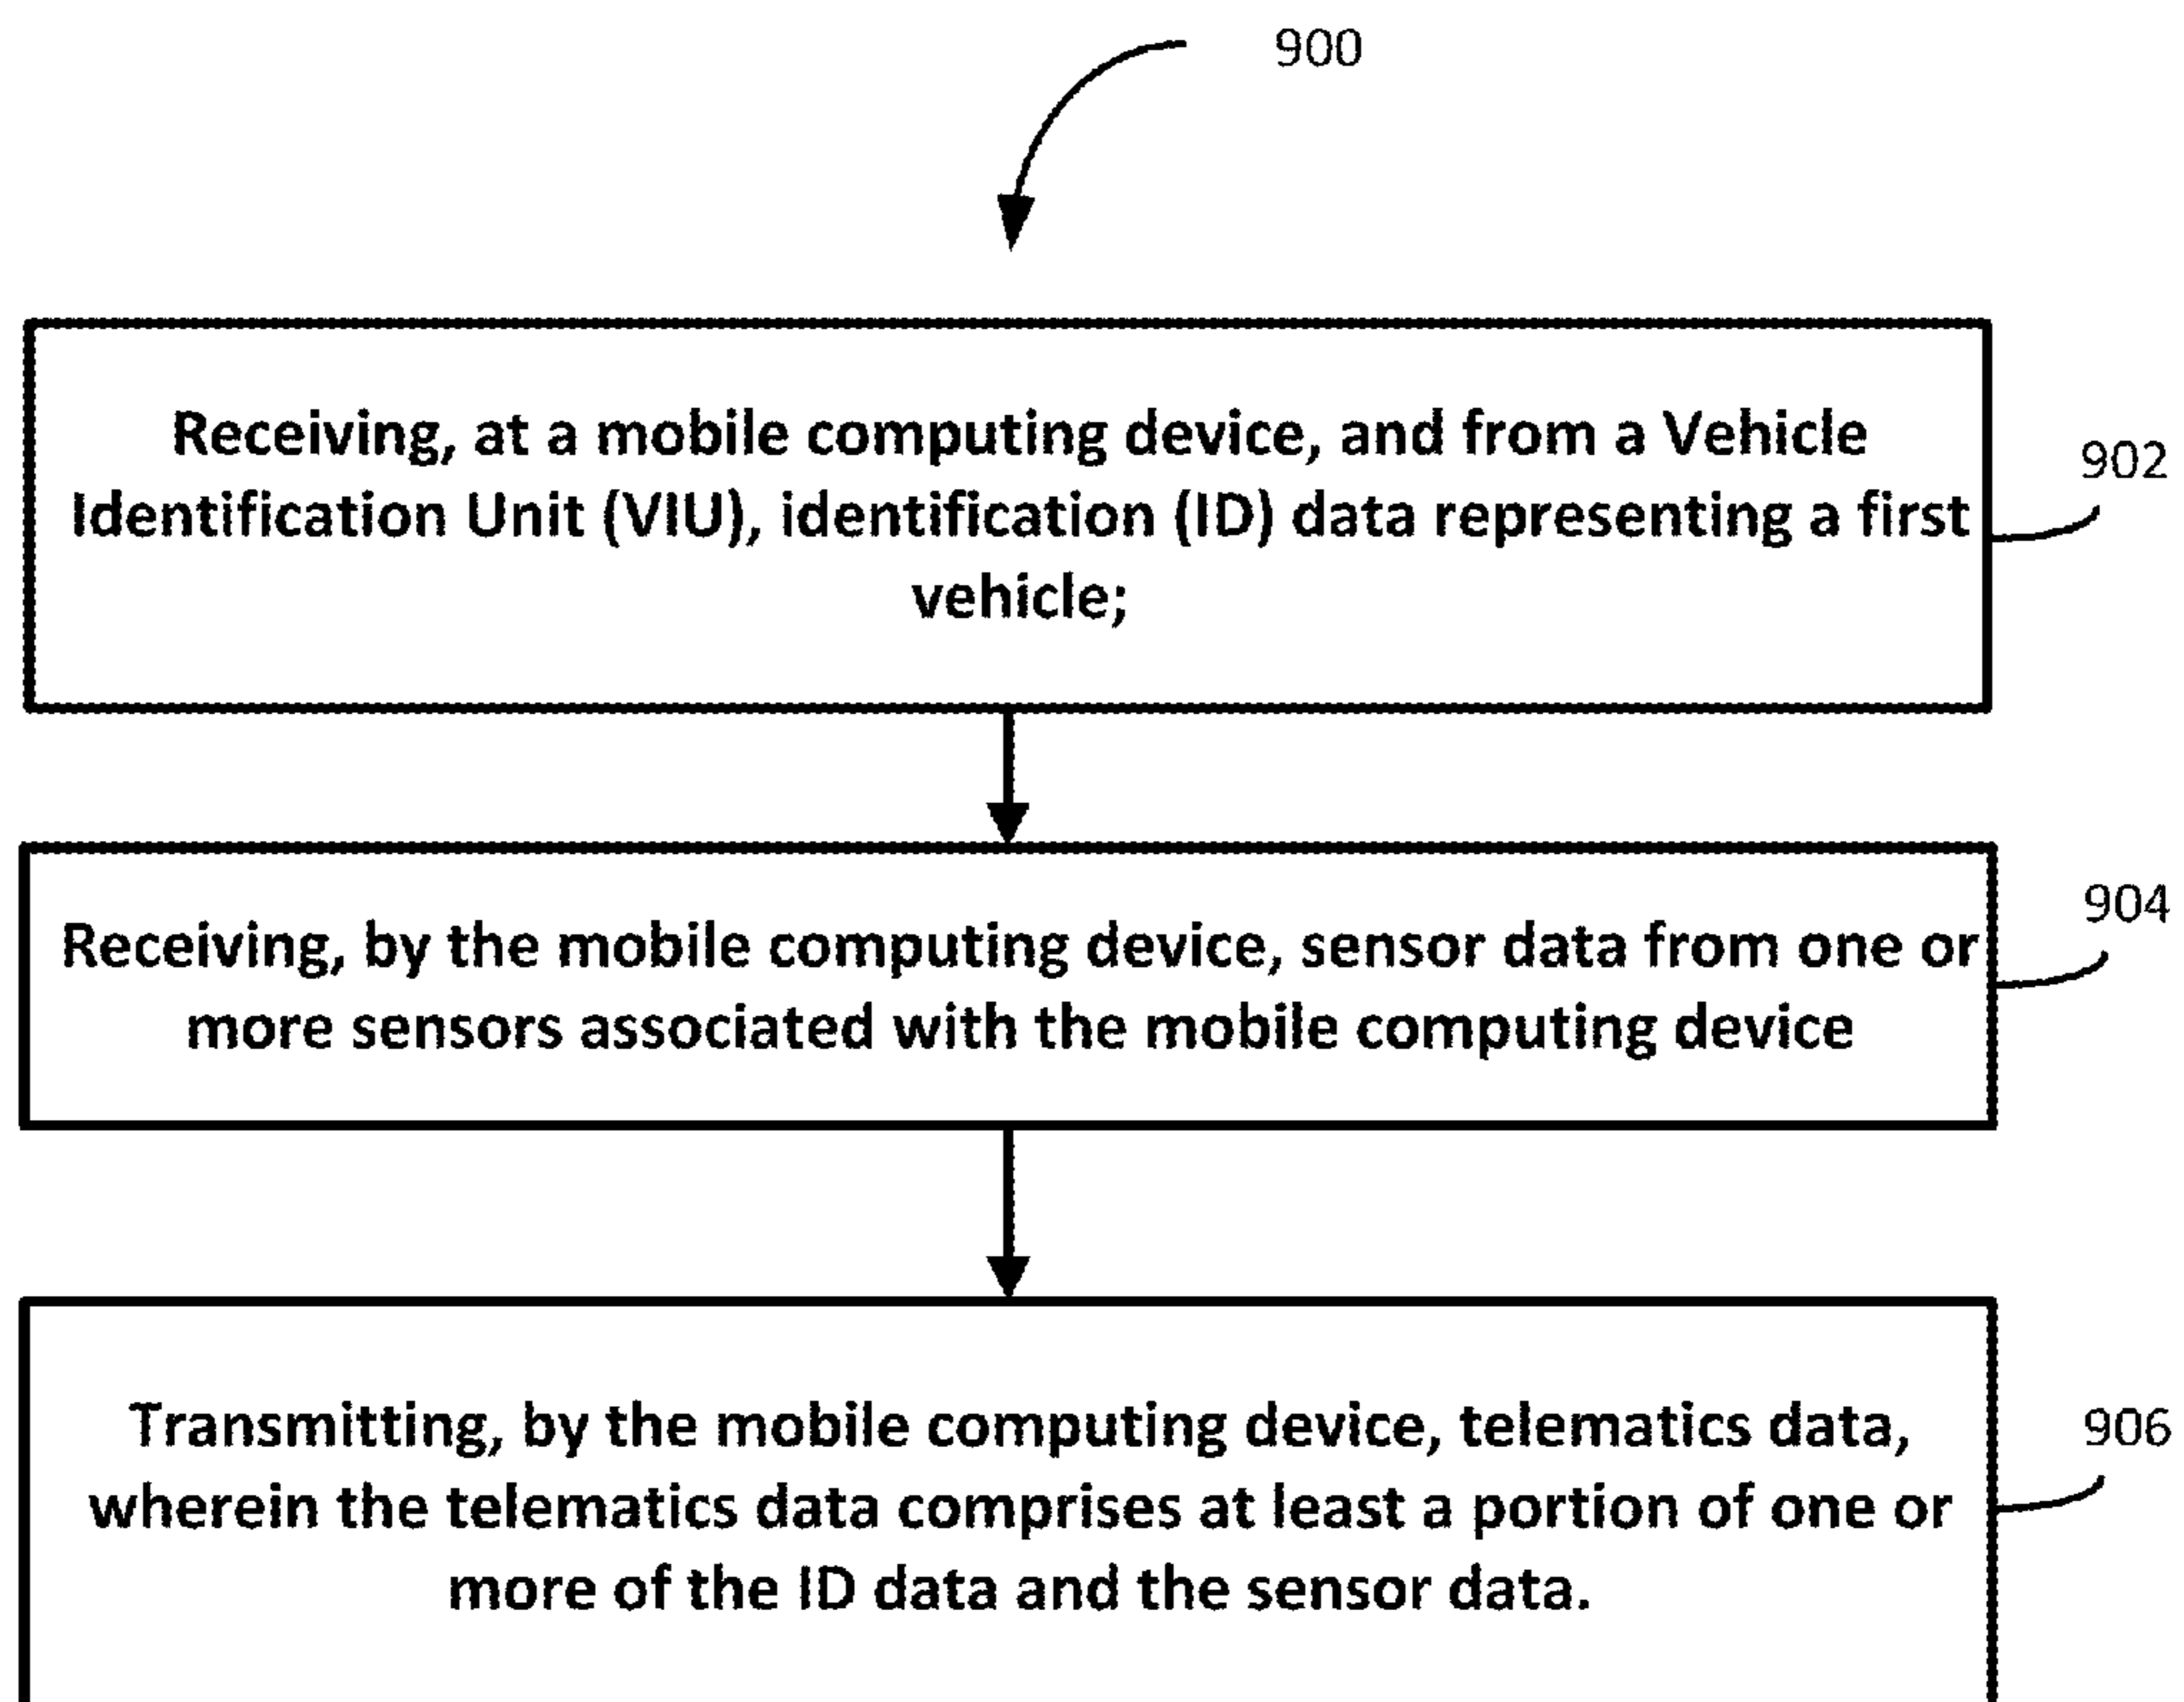 900
Receiving, at a mobile computing device, and from a Vehicle
Identification Unit (VIU), identification (ID) data representing a first
vehicle;
902
Receiving, by the mobile computing device, sensor data from one or
more sensors associated with the mobile computing device
904
Transmitting, by the mobile computing device, telematics data,
wherein the telematics data comprises at least a portion of one or
more of the ID data and the sensor data.
906